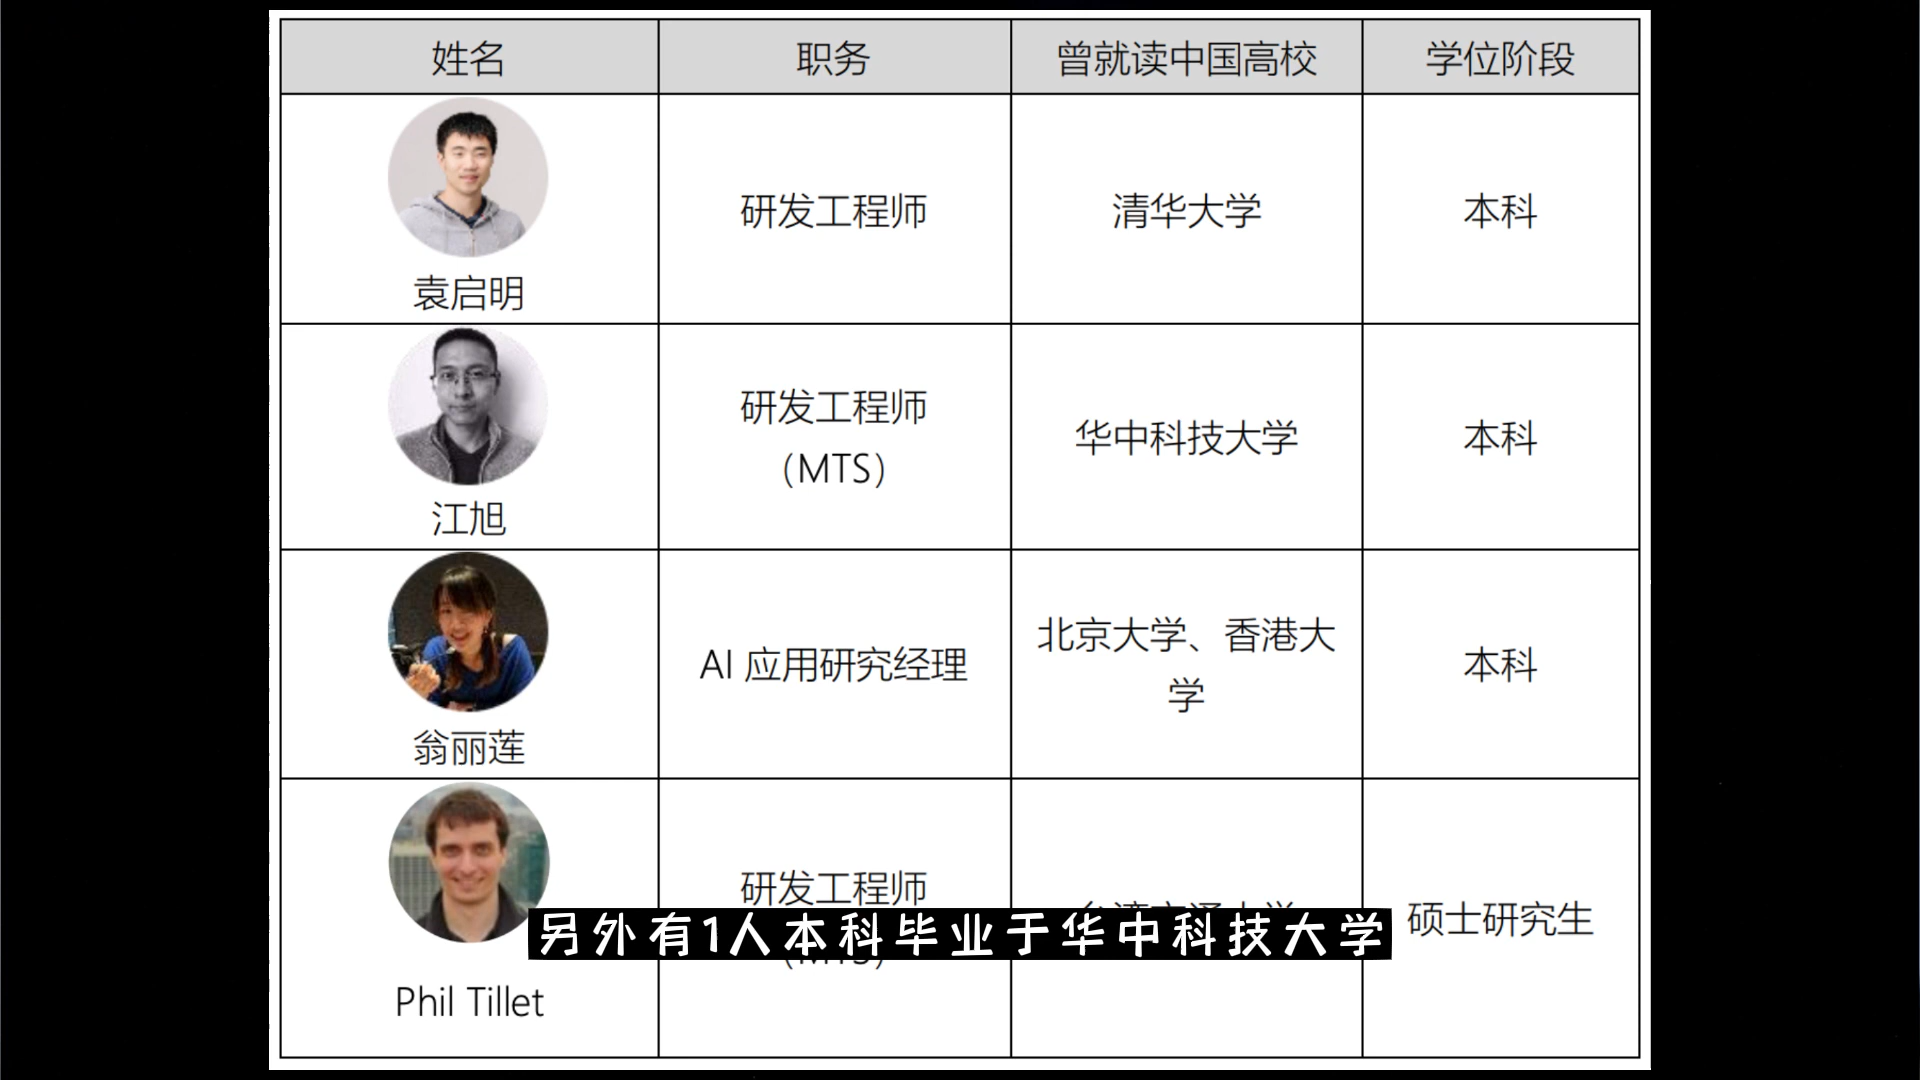 姓名 职务 曾就读中国高校 学位阶段
袁启明 研发工程师 清华大学 本科
江旭 研发工程师
（MTS） 华中科技大学 本科
翁丽莲 AI 应用研究经理 北京大学、香港大
学 本科
Phil Tillet 研发工程师
硕士研究生
另外有1人本科毕业于华中科技大学